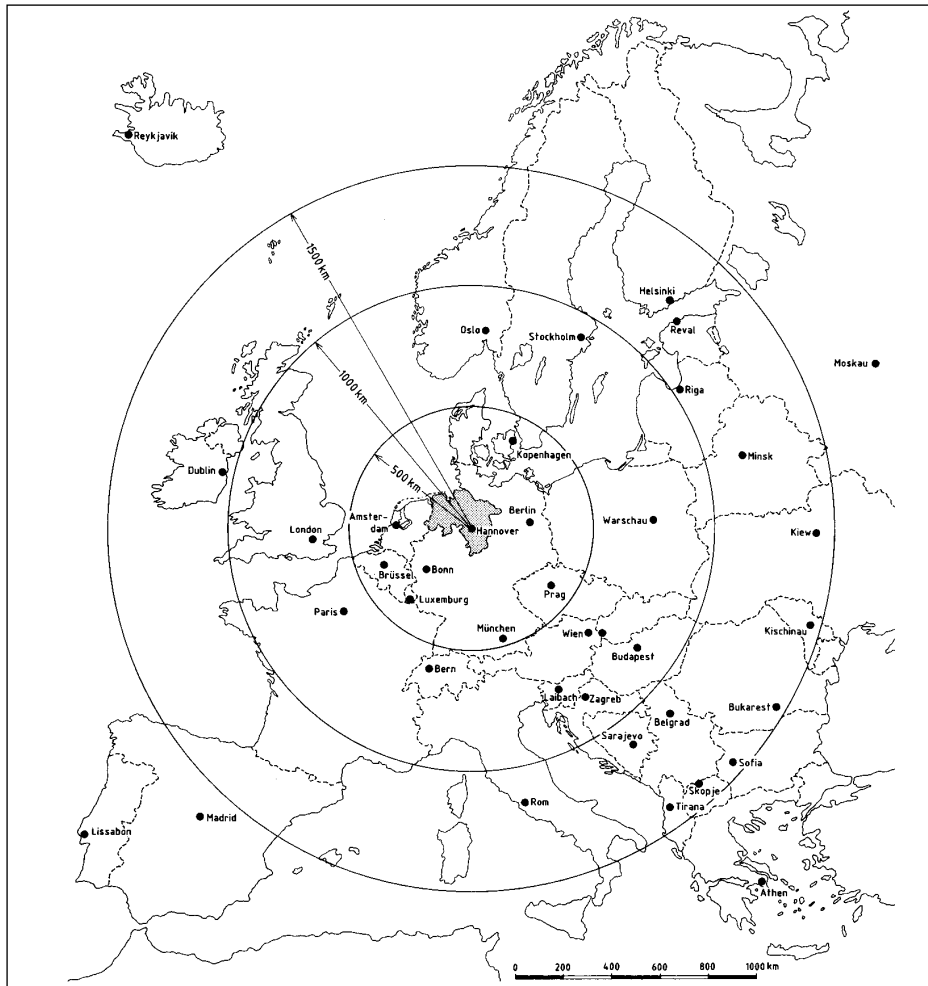 Reykjavik
1500 km
Helsinki
Reval
Oslo
Stockholm
Moskau
1000 km
Riga
Kopenhagen
Minsk
Dublin
500 km
Amster-
dam
Berlin
Warschau
Hannover
London
Kiew
Brüssel
Bonn
Prag
Luxemburg
Paris
Kischinau
München
Wien
Budapest
Bern
Laibach
Zagreb
Bukarest
Belgrad
Sarajevo
Sofia
Skopje
Rom
Tirana
Madrid
Lissabon
Athen
0 200 400 600 800 1000 km